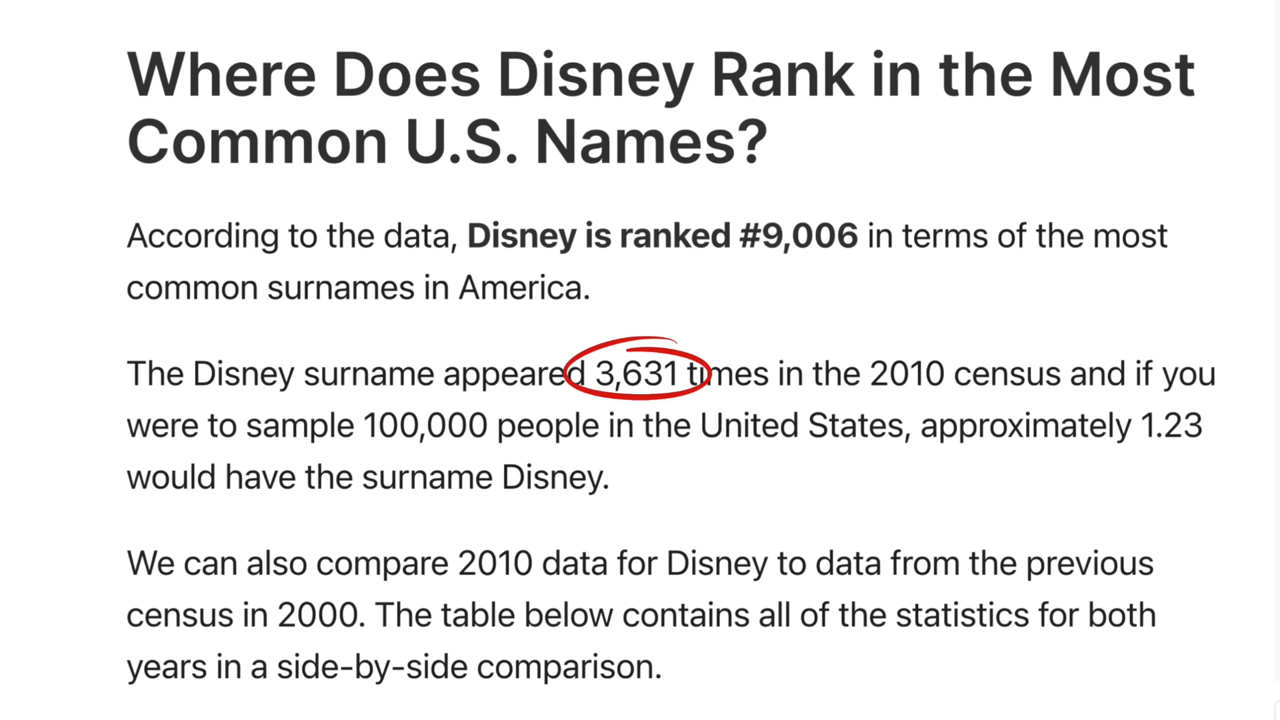 Where Does Disney Rank in the Most
Common U.S. Names?
According to the data, Disney is ranked #9,006 in terms of the most
common surnames in America.
The Disney surname appeared 3,631 times in the 2010 census and if you
were to sample 100,000 people in the United States, approximately 1.23
would have the surname Disney.
We can also compare 2010 data for Disney to data from the previous
census in 2000. The table below contains all of the statistics for both
years in a side-by-side comparison.